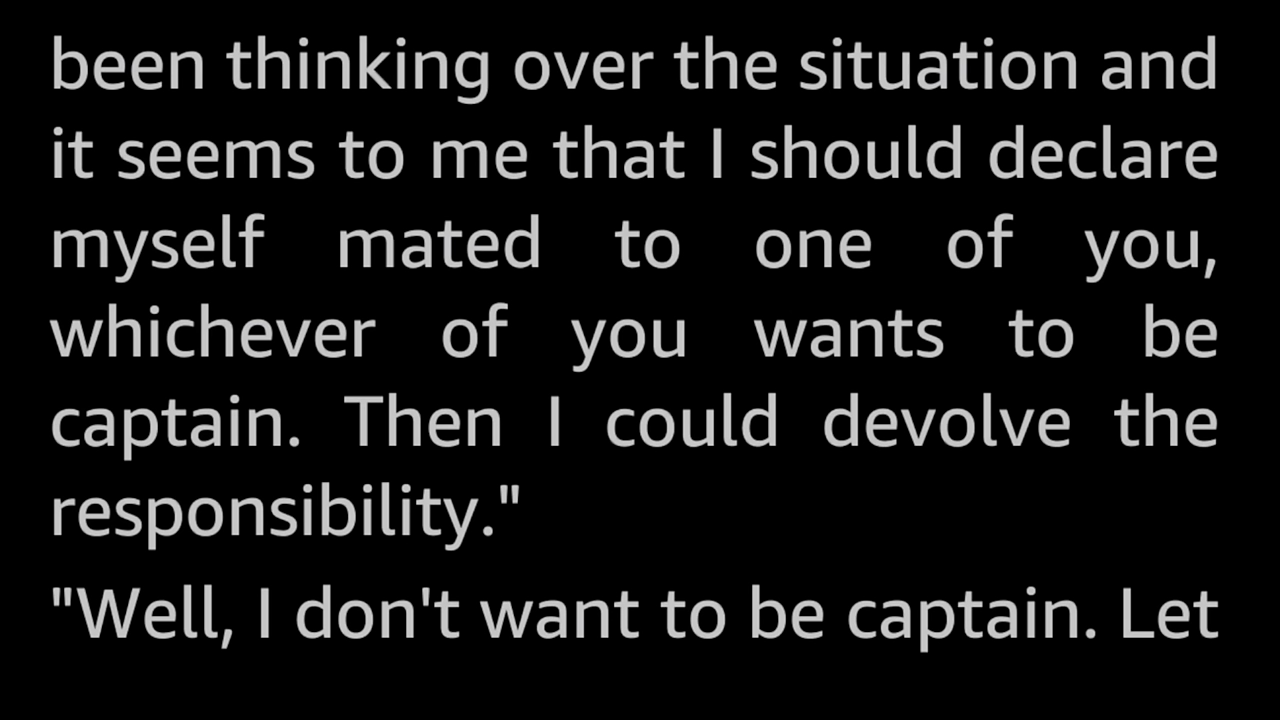 been thinking over the situation and
it seems to me that I should declare
myself mated to one of you,
whichever of you wants to be
captain. Then I could devolve the
responsibility."
"Well, I don't want to be captain. Let